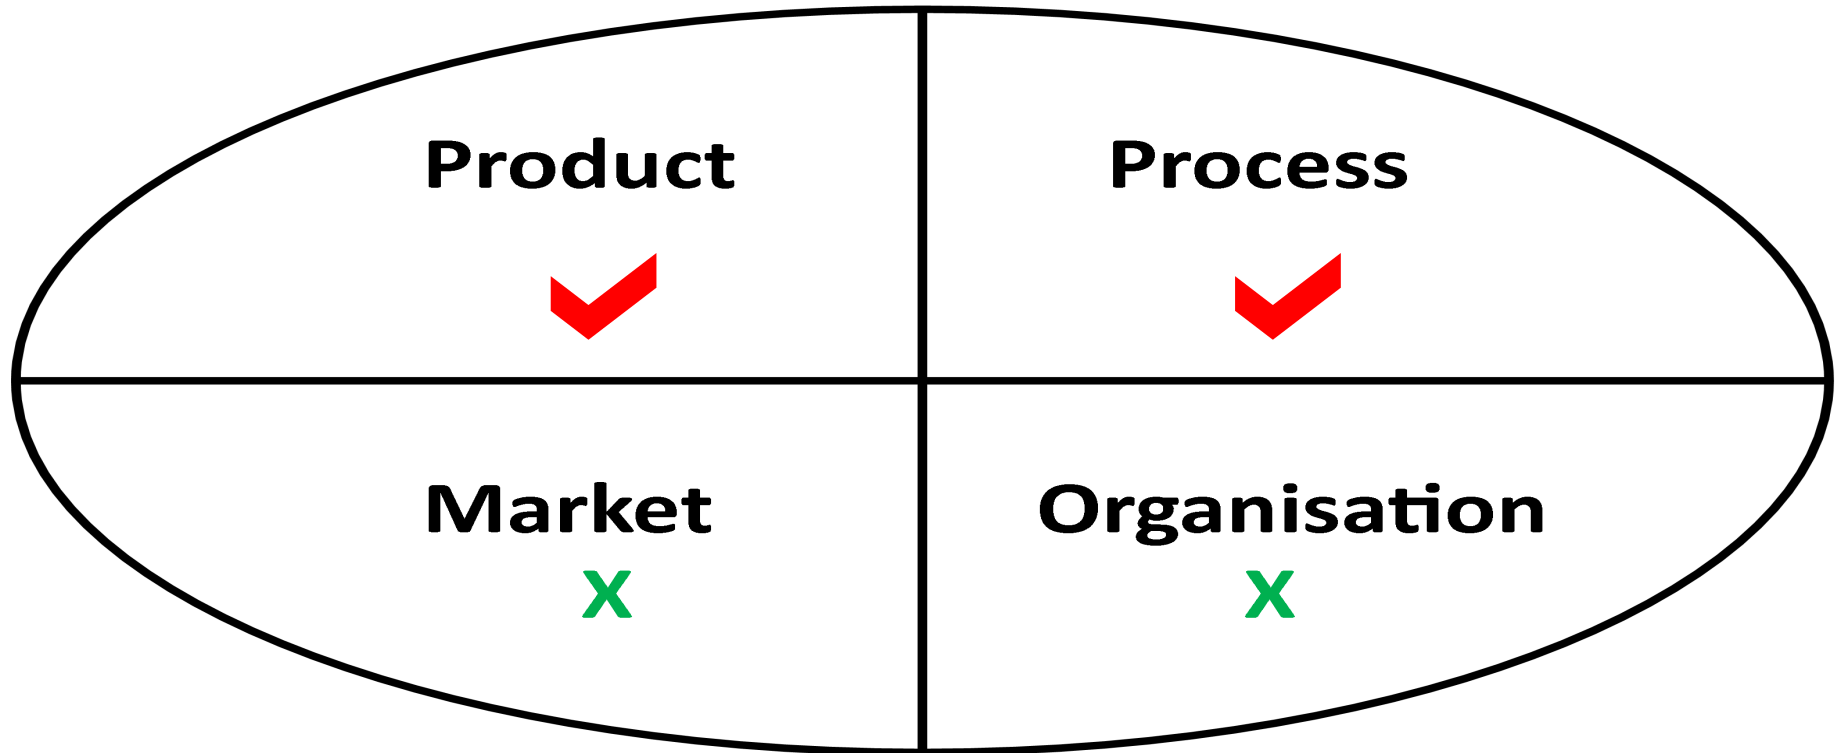 Product
Process
Market
Organisation
x
x